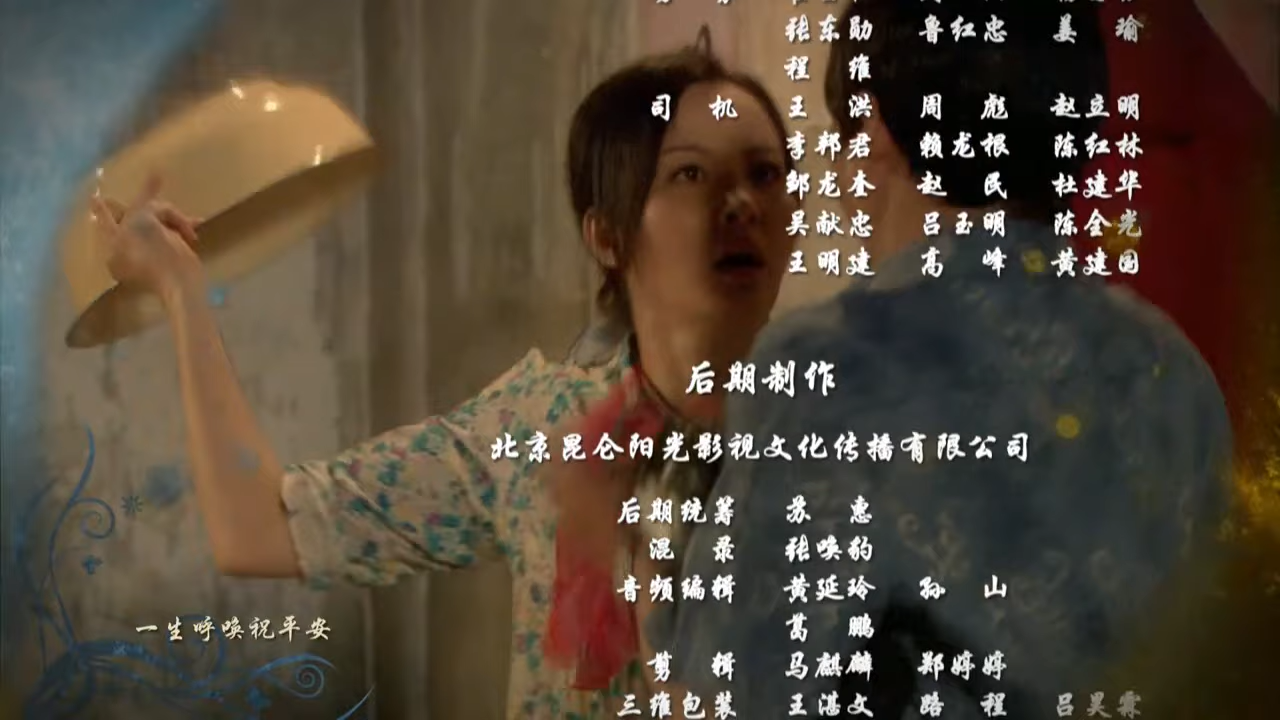 张东勋 鲁红忠 姜瑜
程维
司机 王洪 周彪 赵立明
李邦君 赖龙根 陈红林
邹龙奎 赵民 杜建华
吴献忠 吕玉明 陈全光
王明建 高峰 黄建国
后期制作
北京昆仑阳光影视文化传播有限公司
后期统筹 苏惠
混录 张唤豹
音频编辑 黄延玲 孙山
葛鹏
剪辑 马麒麟 郑婷婷
一生呼唤祝平安
三维包装 王湛文 路程 吕昊霖